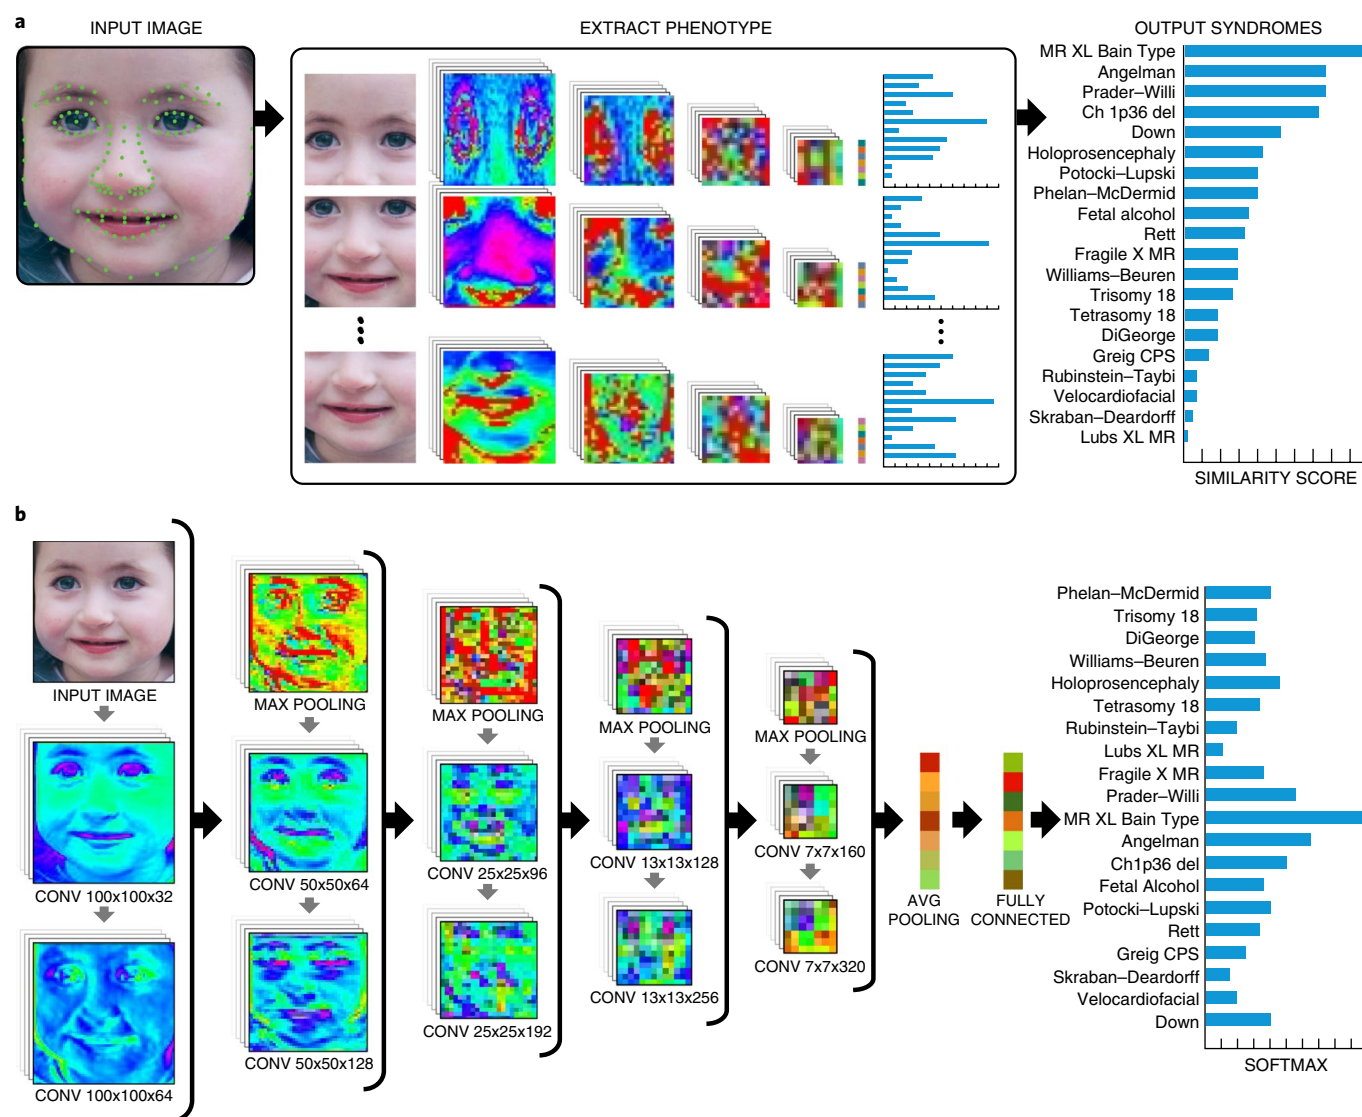 a
INPUT IMAGE
EXTRACT PHENOTYPE
OUTPUT SYNDROMES
MR XL Bain Type
Angelman
Prader–Willi
Ch 1p36 del
Down
Holoprosencephaly
Potocki–Lupski
Phelan–McDermid
Fetal alcohol
Rett
Fragile X MR
Williams–Beuren
Trisomy 18
Tetrasomy 18
DiGeorge
Greig CPS
Rubinstein–Taybi
Velocardiofacial
Skraban–Deardorff
Lubs XL MR
SIMILARITY SCORE
b
INPUT IMAGE
CONV 100x100x32
CONV 100x100x64
MAX POOLING
CONV 50x50x64
CONV 50x50x128
MAX POOLING
CONV 25x25x96
CONV 25x25x192
MAX POOLING
CONV 13x13x128
CONV 13x13x256
MAX POOLING
CONV 7x7x160
CONV 7x7x320
AVG
POOLING
FULLY
CONNECTED
Phelan–McDermid
Trisomy 18
DiGeorge
Williams–Beuren
Holoprosencephaly
Tetrasomy 18
Rubinstein–Taybi
Lubs XL MR
Fragile X MR
Prader–Willi
MR XL Bain Type
Angelman
Ch1p36 del
Fetal Alcohol
Potocki–Lupski
Rett
Greig CPS
Skraban–Deardorff
Velocardiofacial
Down
SOFTMAX